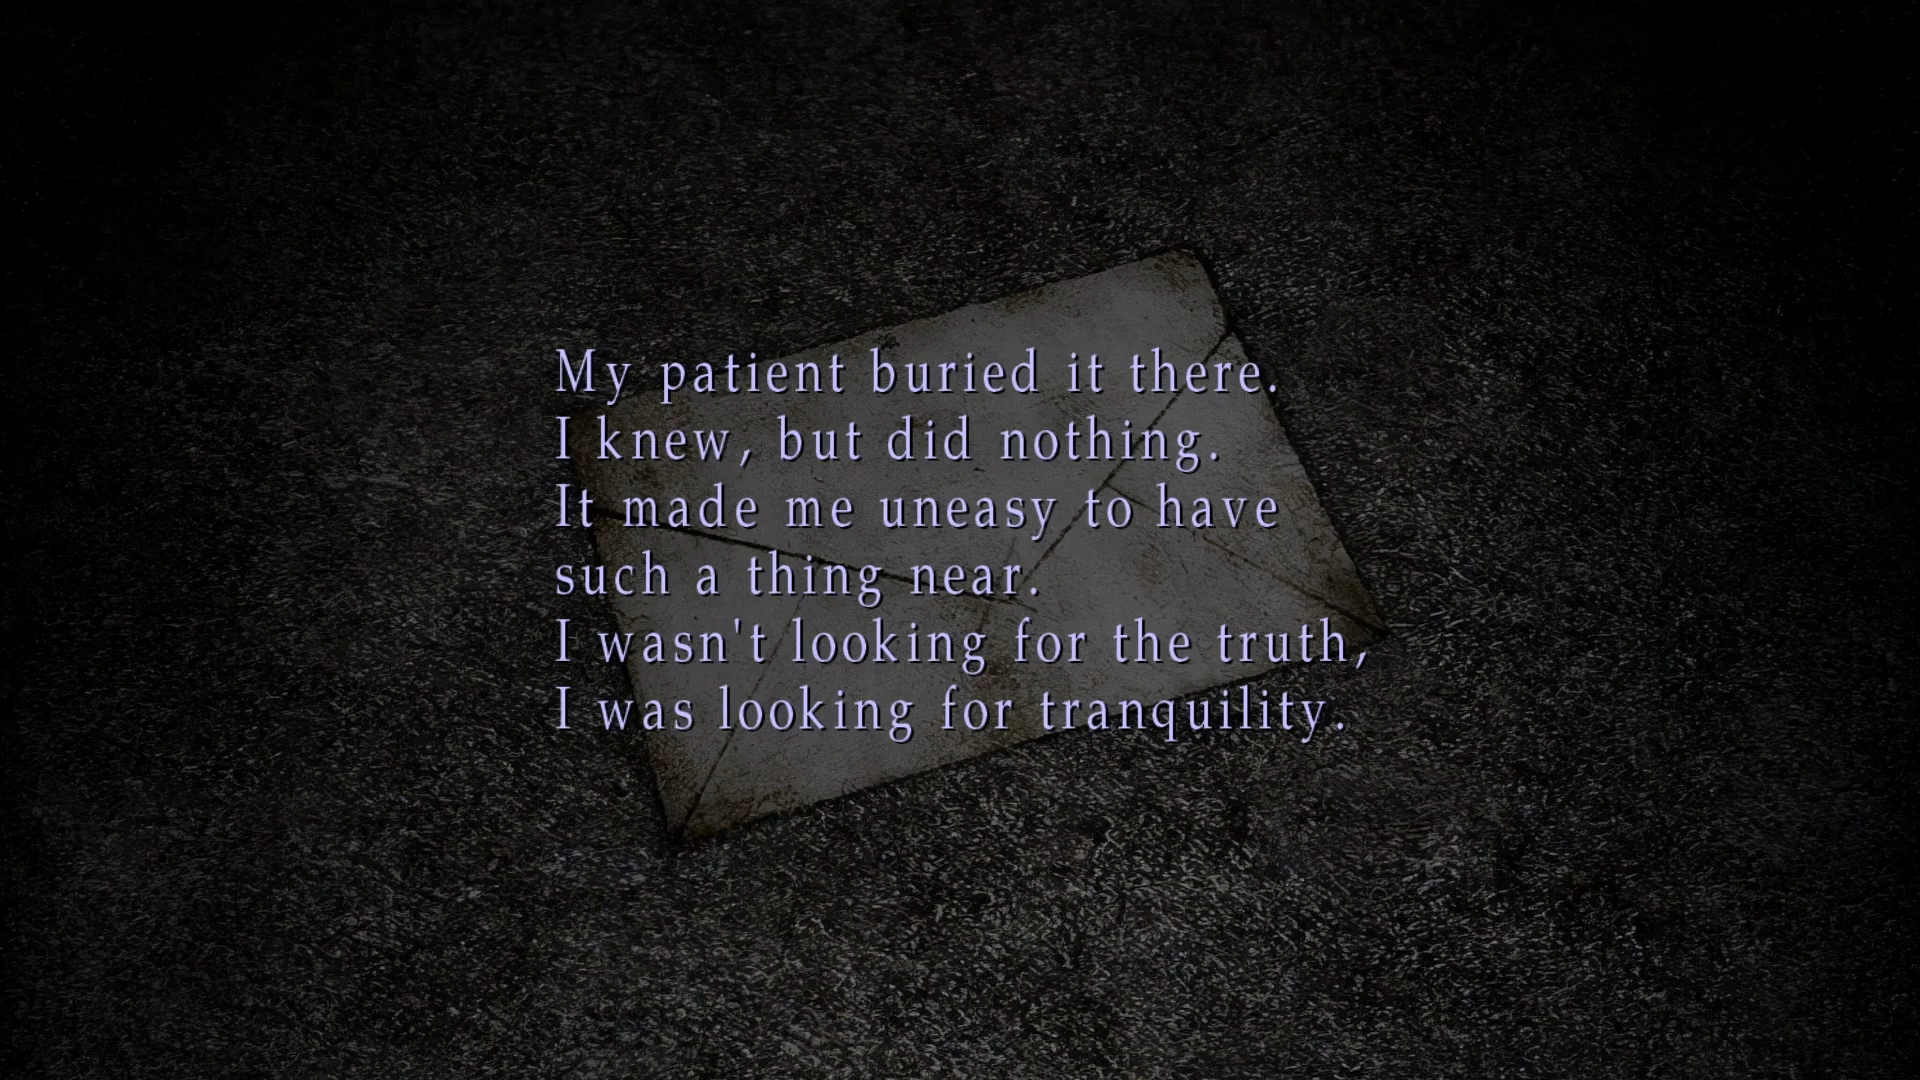 My patient buried it there.
I knew, but did nothing.
It made me uneasy to have
such a thing near.
I wasn't looking for the truth,
I was looking for tranquility.